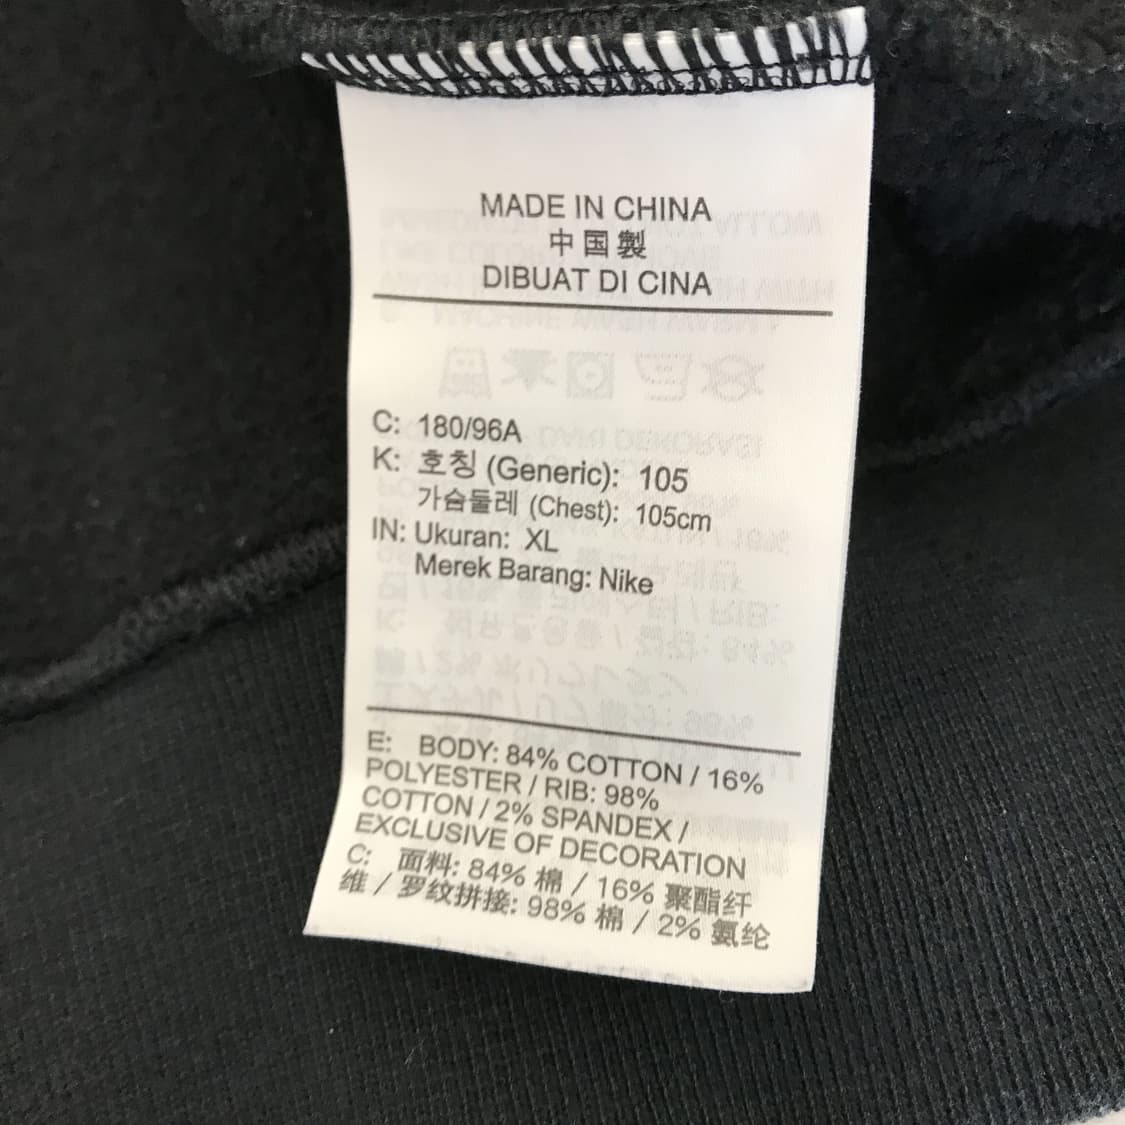 MADE IN CHINA
中国製
DIBUAT DI CINA
C: 180/96A
K: 호칭 (Generic): 105
가슴둘레 (Chest): 105cm
IN: Ukuran: XL
Merek Barang: Nike
E: BODY: 84% COTTON / 16%
POLYESTER / RIB: 98%
COTTON / 2% SPANDEX /
EXCLUSIVE OF DECORATION
C: 面料: 84% 棉 / 16% 聚酯纤
维 / 罗纹拼接: 98% 棉 / 2% 氨纶